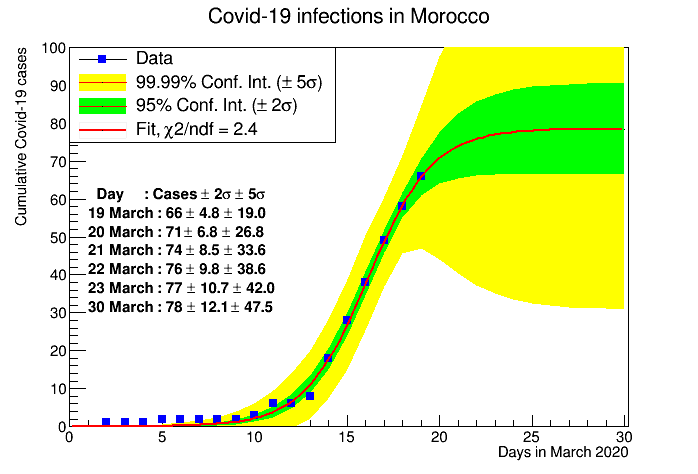 Covid-19 infections in Morocco
Cumulative Covid-19 cases
100
90
80
70
60
50
40
30
20
10
0
Data
99.99% Conf. Int. (± 5σ)
95% Conf. Int. (± 2σ)
Fit, χ2/ndf = 2.4
Day : Cases ± 2σ ± 5σ
19 March : 66 ± 4.8 ± 19.0
20 March : 71 ± 6.8 ± 26.8
21 March : 74 ± 8.5 ± 33.6
22 March : 76 ± 9.8 ± 38.6
23 March : 77 ± 10.7 ± 42.0
30 March : 78 ± 12.1 ± 47.5
0 5 10 15 20 25 30
Days in March 2020